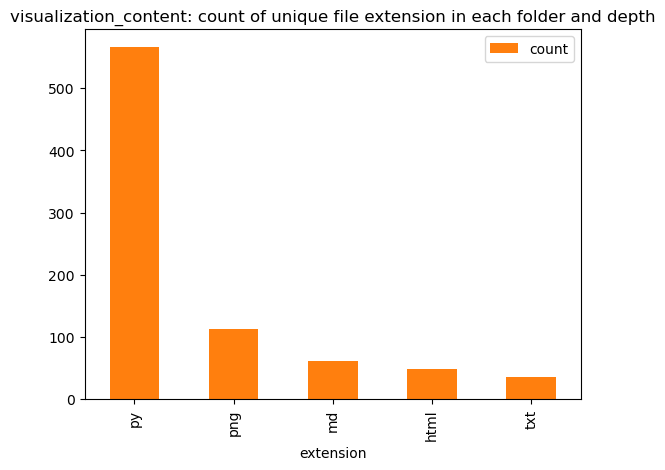 visualization_content: count of unique file extension in each folder and depth
count
500
400
300
200
100
0
py
png
md
html
txt
extension